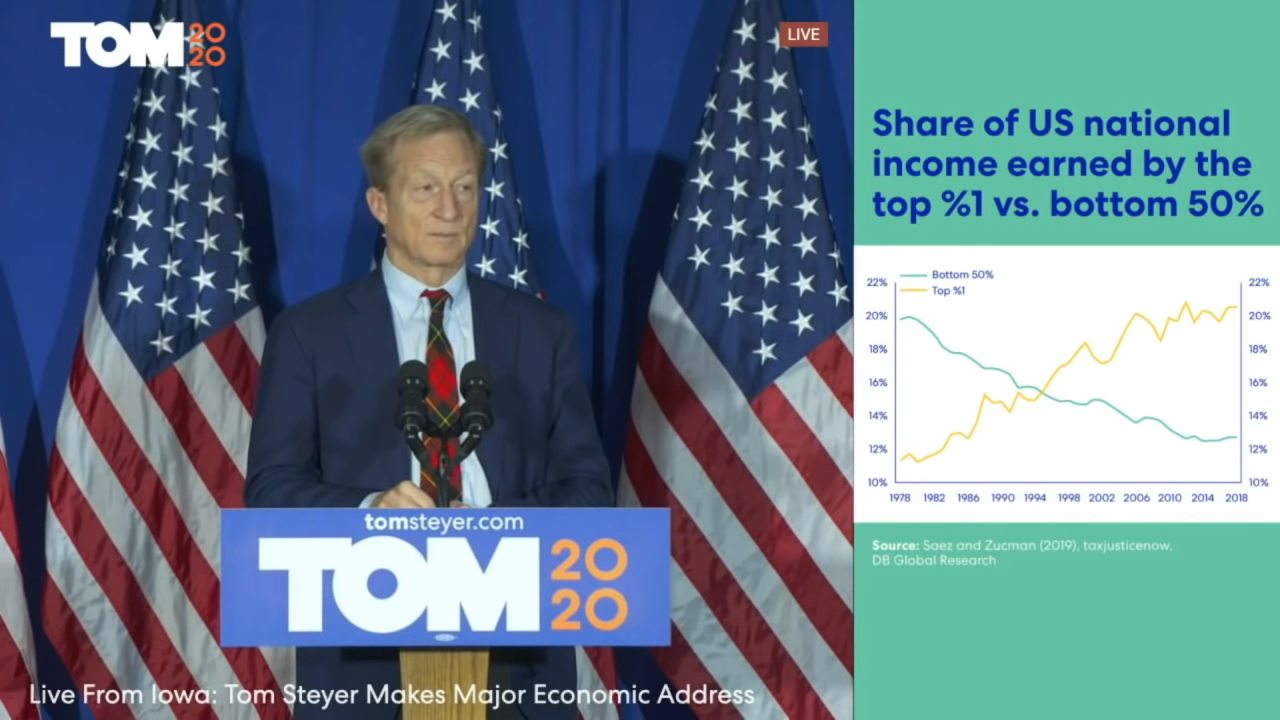 TOM 20
20
LIVE
tomsteyer.com
TOM 20
20
Live From Iowa: Tom Steyer Makes Major Economic Address
Share of US national
income earned by the
top %1 vs. bottom 50%
Bottom 50%
Top %1
22% 22%
20% 20%
18% 18%
16% 16%
14% 14%
12% 12%
10% 10%
1978 1982 1986 1990 1994 1998 2002 2006 2010 2014 2018
Source: Saez and Zucman (2019), taxjusticenow,
DB Global Research